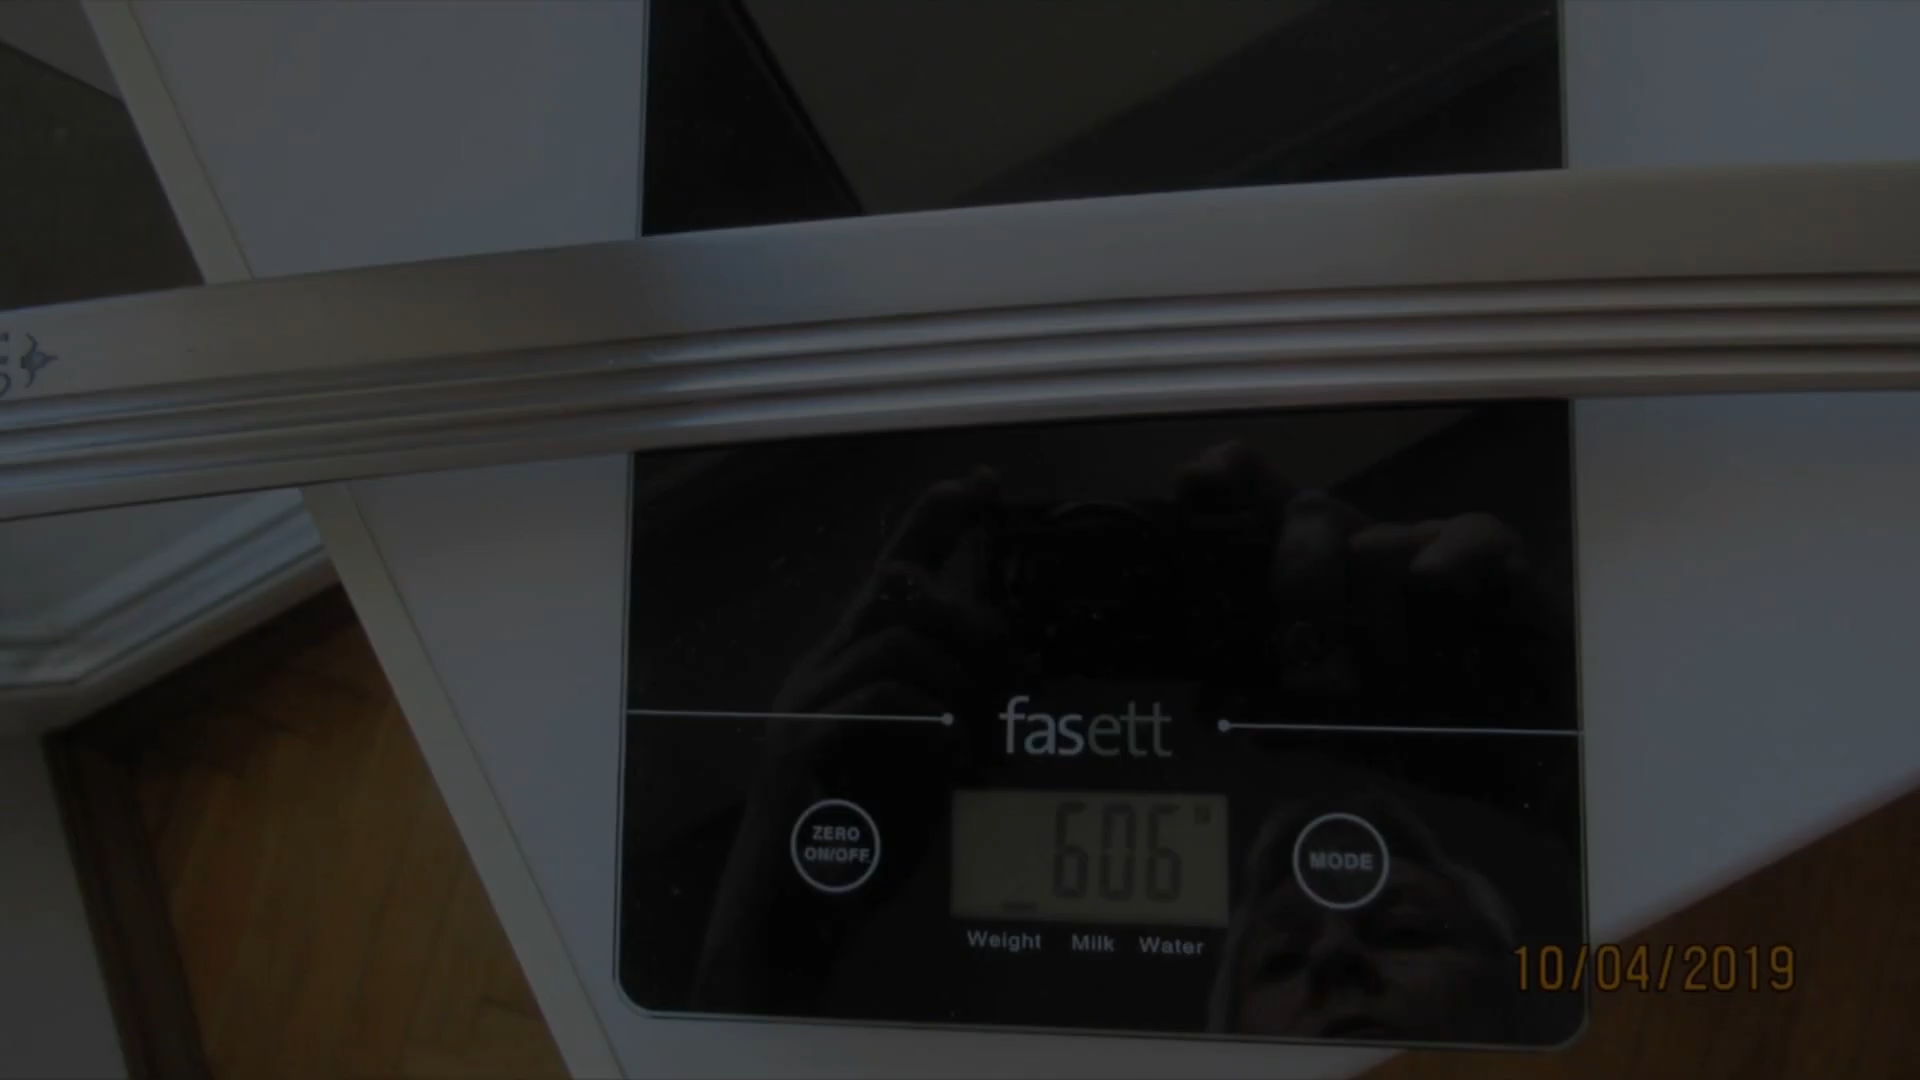 fasett
ZERO
ON/OFF
606
MODE
Weight Milk Water
10/04/2019